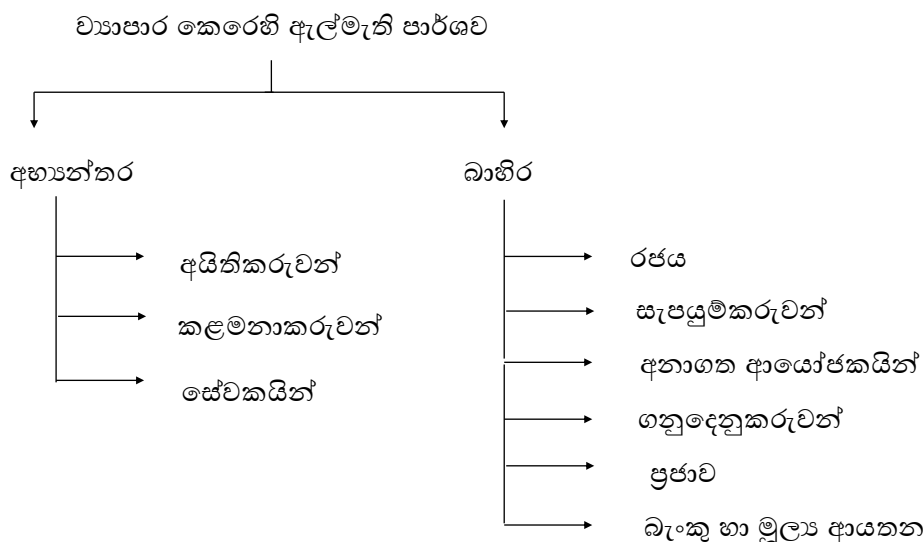 ව්‍යාපාර කෙරෙහි ඇල්මැති පාර්ශව
අභ්‍යන්තර
බාහිර
අයිතිකරුවන්
කළමනාකරුවන්
සේවකයින්
රජය
සැපයුම්කරුවන්
අනාගත ආයෝජකයින්
ගනුදෙනුකරුවන්
ප්‍රජාව
බැංකු හා මූල්‍ය ආයතන